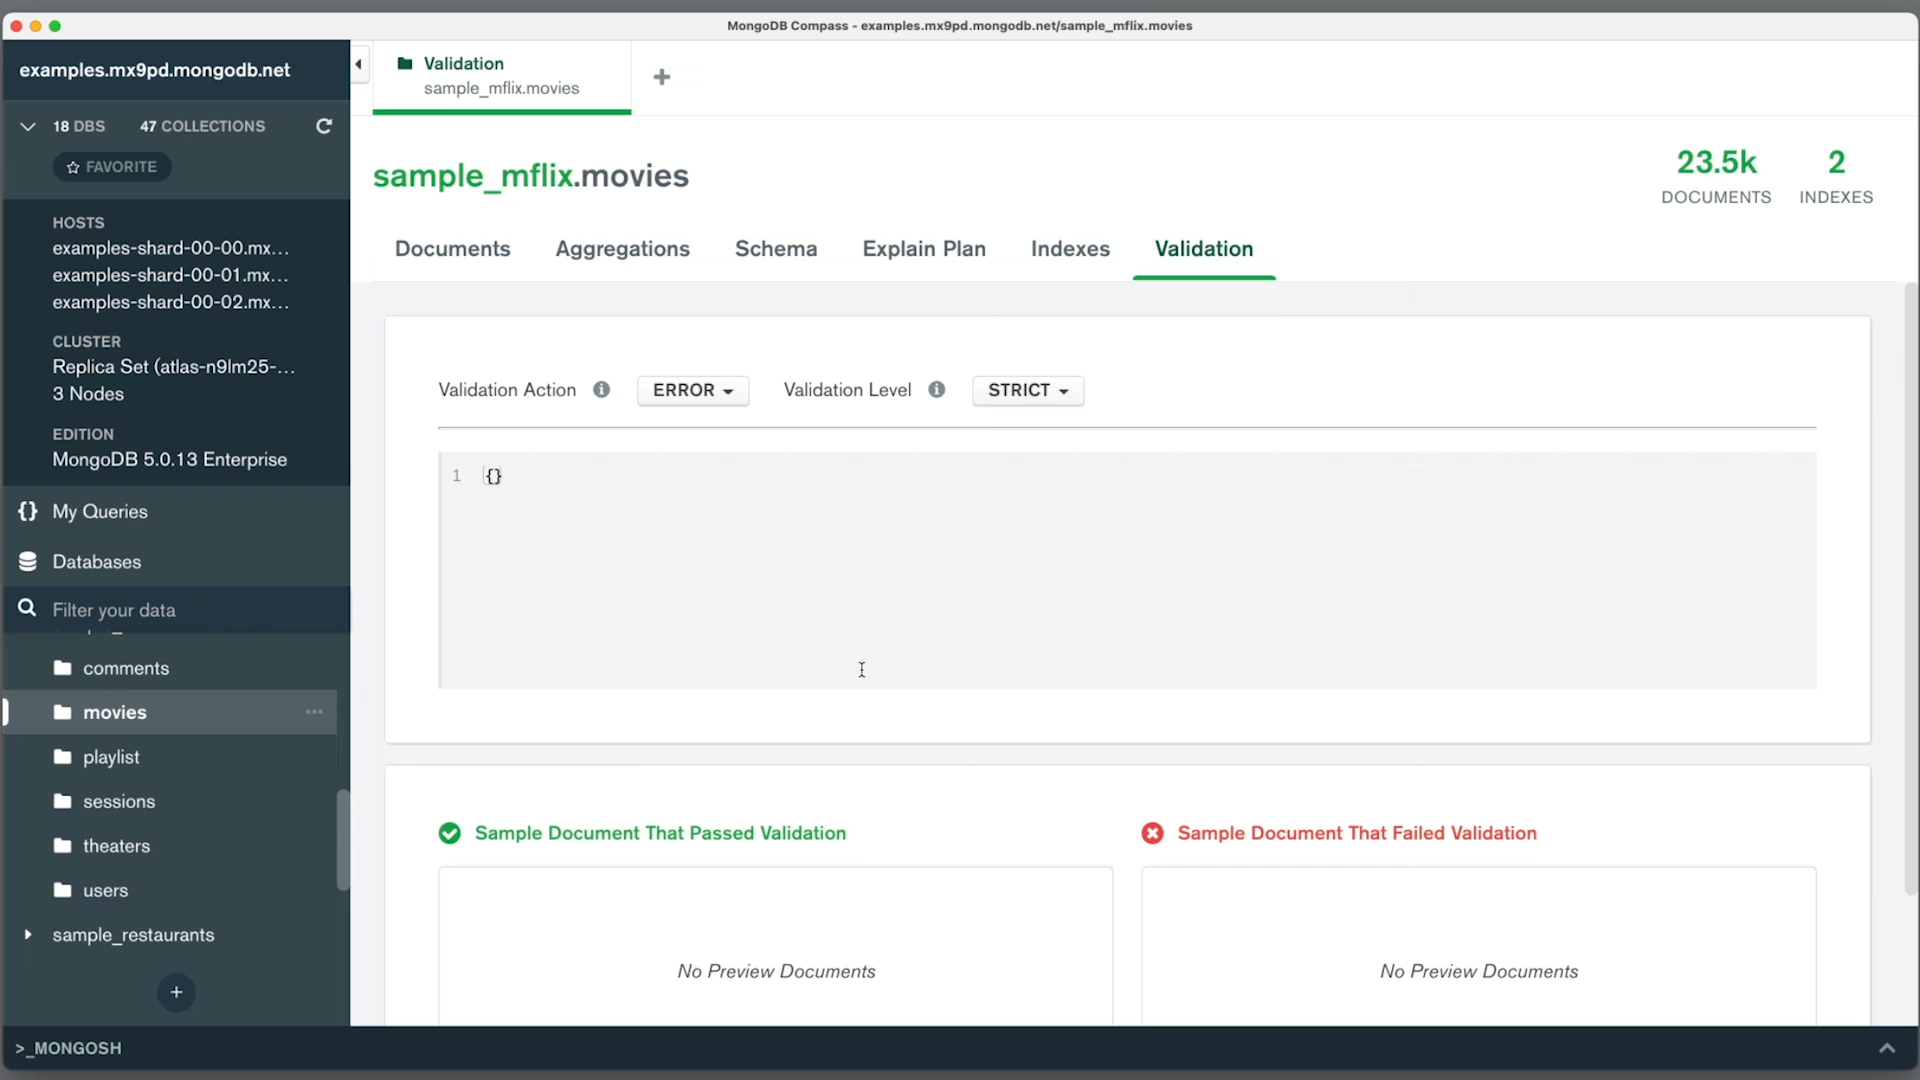 MongoDB Compass - examples.mx9pd.mongodb.net/sample_mflix.movies
examples.mx9pd.mongodb.net
18 DBS 47 COLLECTIONS
FAVORITE
HOSTS
examples-shard-00-00.mx...
examples-shard-00-01.mx...
examples-shard-00-02.mx...
CLUSTER
Replica Set (atlas-n9lm25-...
3 Nodes
EDITION
MongoDB 5.0.13 Enterprise
{} My Queries
Databases
Filter your data
comments
movies
playlist
sessions
theaters
users
sample_restaurants
+
>_MONGOSH
Validation
sample_mflix.movies
+
sample_mflix.movies
23.5k
DOCUMENTS
2
INDEXES
Documents Aggregations Schema Explain Plan Indexes Validation
Validation Action ERROR Validation Level STRICT
1 {}
Sample Document That Passed Validation
No Preview Documents
Sample Document That Failed Validation
No Preview Documents